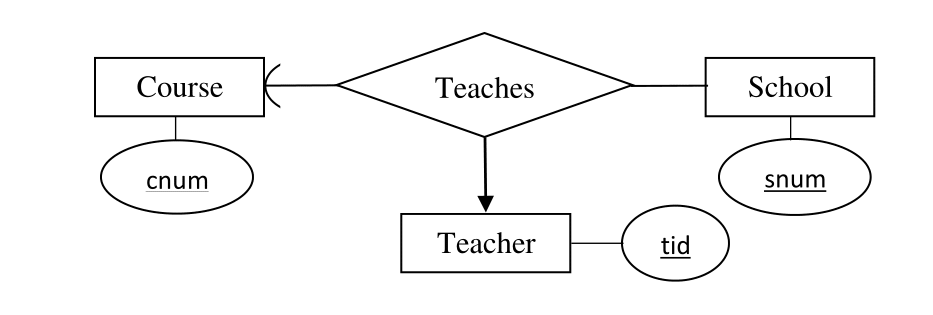 Course
Teaches
School
cnum
snum
Teacher
tid